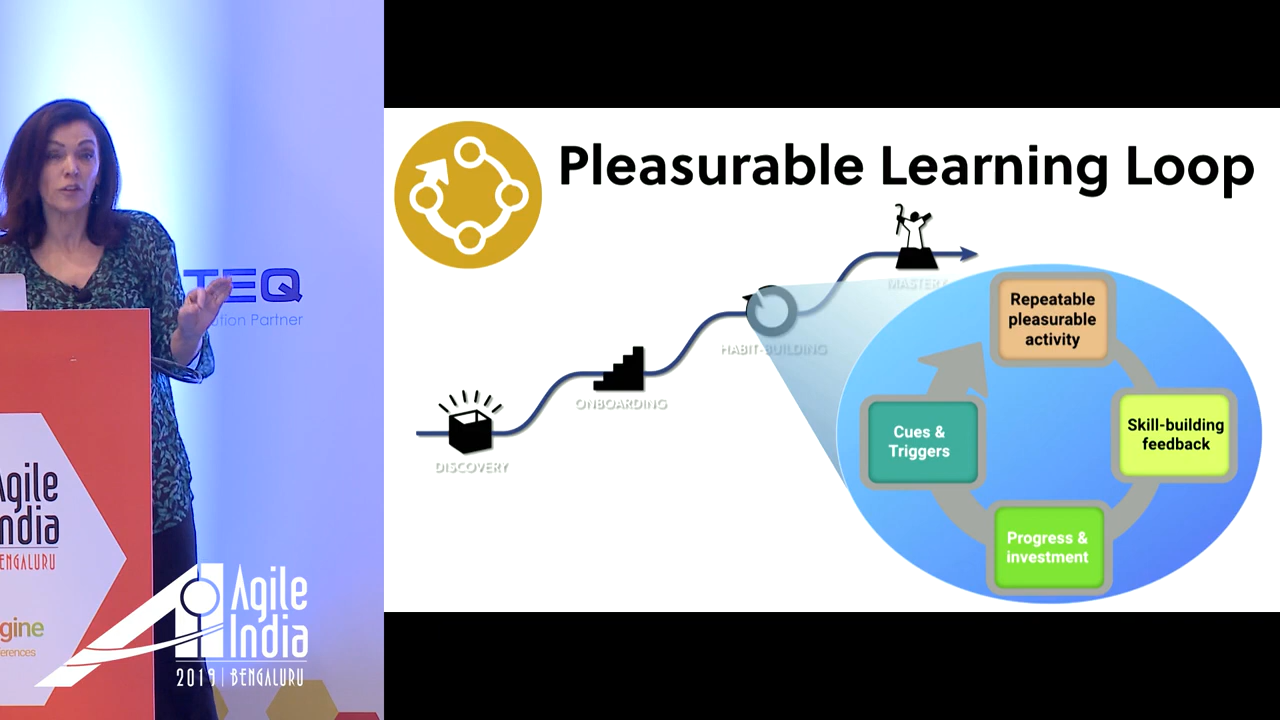 Pleasurable Learning Loop
MASTERY
Repeatable
pleasurable
activity
HABIT-BUILDING
ONBOARDING
DISCOVERY
Cues &
Triggers
Skill-building
feedback
Progress &
investment
TEQ
Partner
Agile
India
BENGALURU
Agile
India
2019 | BENGALURU